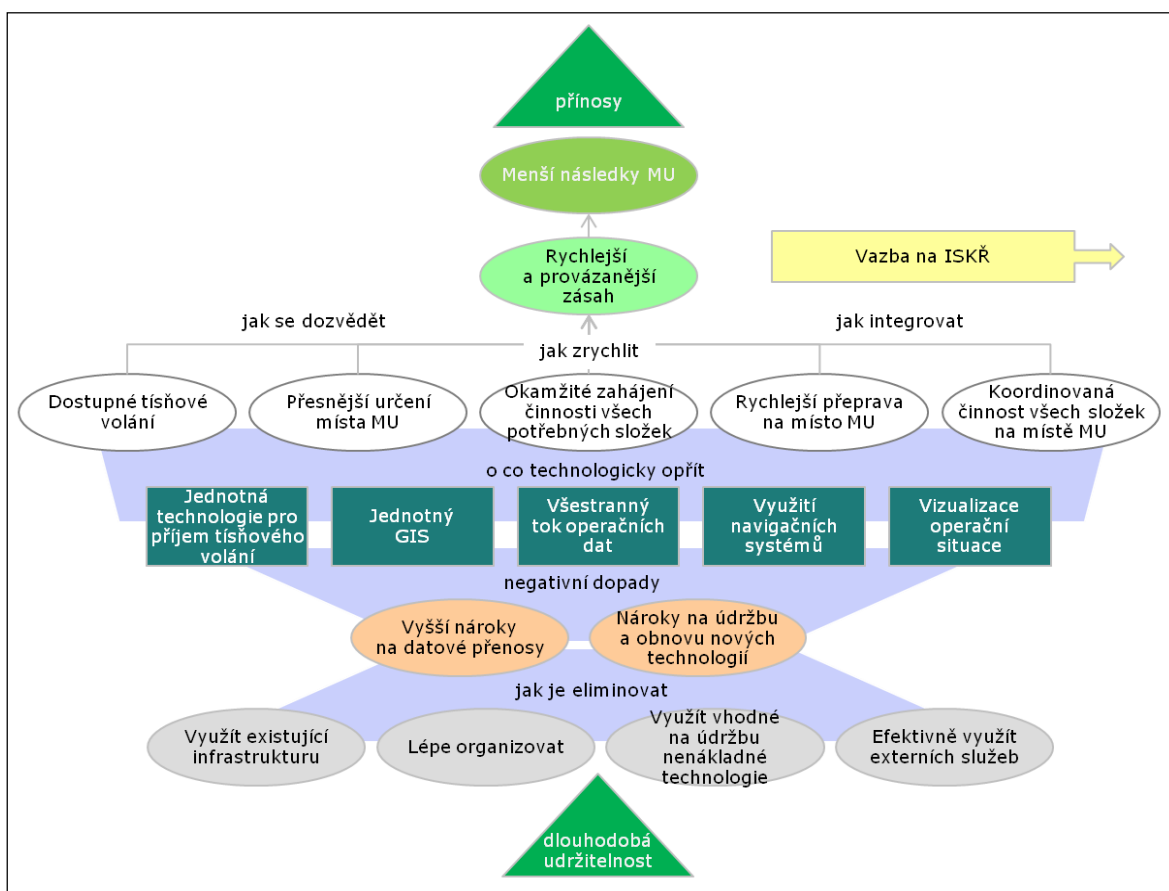 přínosy
Menší následky MU
Rychlejší
a provázanější
zásah
Vazba na ISKŘ
jak se dozvědět
jak zrychlit
jak integrovat
Dostupné tísňové
volání
Přesnější určení
místa MU
Okamžité zahájení
činnosti všech
potřebných složek
Rychlejší přeprava
na místo MU
Koordinovaná
činnost všech složek
na místě MU
o co technologicky opřít
Jednotná
technologie pro
příjem tísňového
volání
Jednotný
GIS
Všestranný
tok operačních
dat
Využití
navigačních
systémů
Vizualizace
operační
situace
negativní dopady
Vyšší nároky
na datové přenosy
Nároky na údržbu
a obnovu nových
technologií
jak je eliminovat
Využít existující
infrastrukturu
Lépe organizovat
Využít vhodné
na údržbu
nenákladné
technologie
Efektivně využít
externích služeb
dlouhodobá
udržitelnost